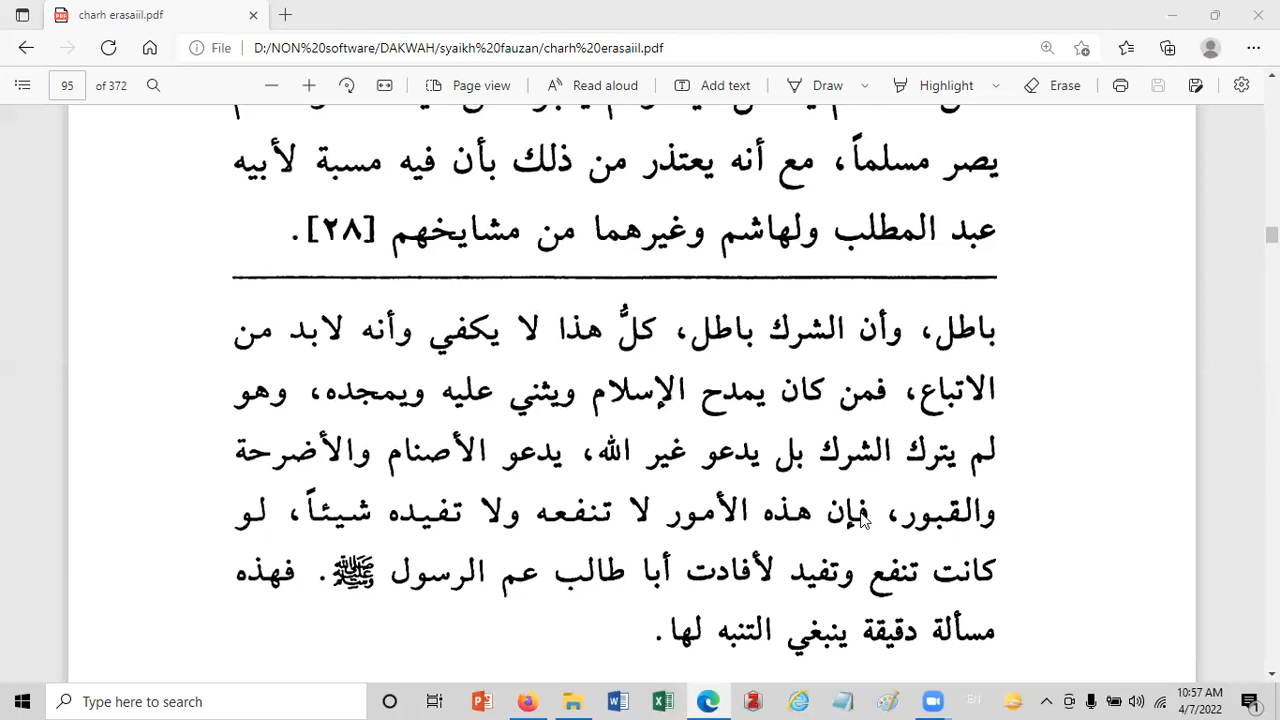 charh erasaiil.pdf
File D:/NON%20software/DAKWAH/syaikh%20fauzan/charh%20erasaiil.pdf
95 of 372 Page view Read aloud Add text Draw Highlight Erase
يصر مسلماً، مع أنه يعتذر من ذلك بأن فيه مسبة لأبيه
عبد المطلب ولهاشم وغيرهما من مشايخهم [٢٨].
باطل، وأن الشرك باطل، كلُّ هذا لا يكفي وأنه لابد من
الاتباع، فمن كان يمدح الإسلام ويثني عليه ويمجده، وهو
لم يترك الشرك بل يدعو غير الله، يدعو الأصنام والأضرحة
والقبور، فإن هذه الأمور لا تنفعه ولا تفيده شيئاً، لو
كانت تنفع وتفيد لأفادت أبا طالب عم الرسول ﷺ. فهذه
مسألة دقيقة ينبغي التنبه لها.
Type here to search
EN
10:57 AM
4/7/2022